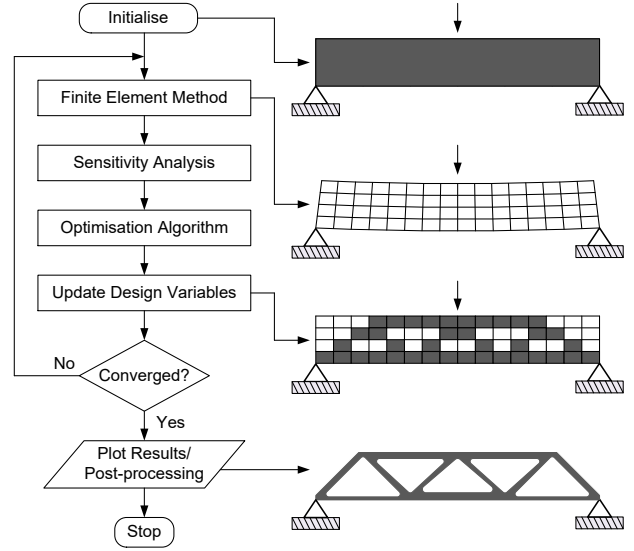 Initialise
Finite Element Method
Sensitivity Analysis
Optimisation Algorithm
Update Design Variables
No
Converged?
Yes
Plot Results/
Post-processing
Stop